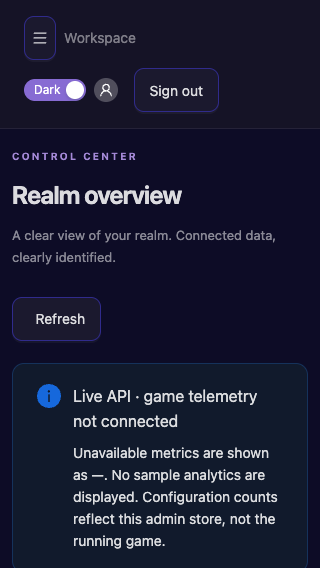 Workspace
Dark
Sign out
CONTROL CENTER
Realm overview
A clear view of your realm. Connected data,
clearly identified.
Refresh
Live API · game telemetry
not connected
Unavailable metrics are shown
as —. No sample analytics are
displayed. Configuration counts
reflect this admin store, not the
running game.